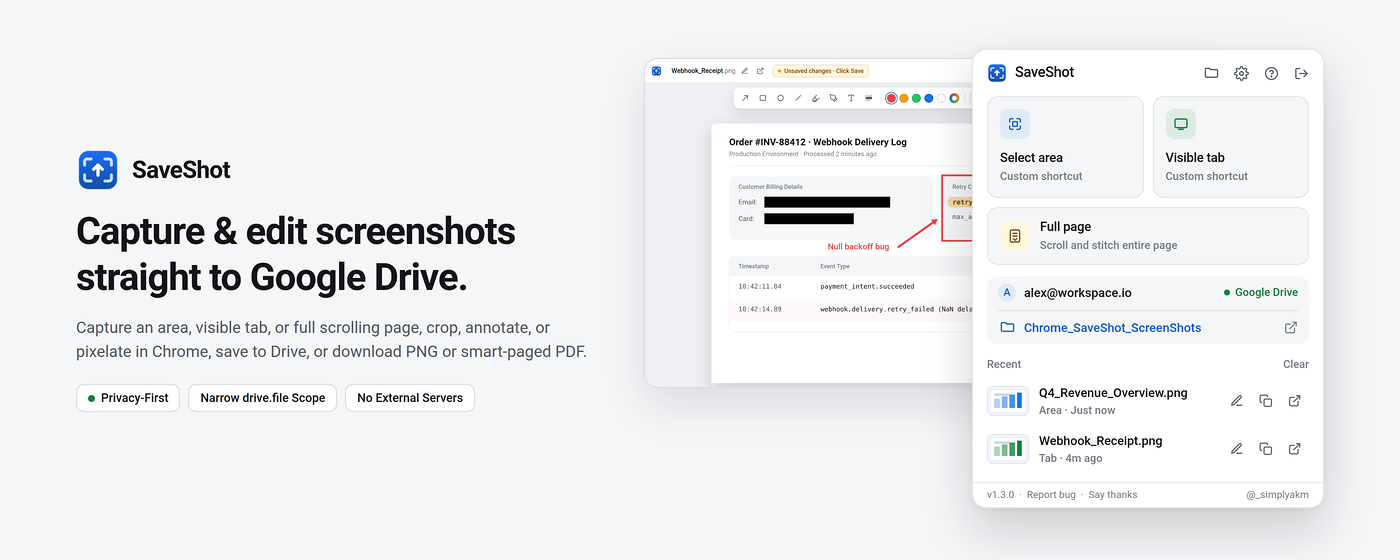 SaveShot
Capture & edit screenshots
straight to Google Drive.
Capture an area, visible tab, or full scrolling page, crop, annotate, or
pixelate in Chrome, save to Drive, or download PNG or smart-paged PDF.
Privacy-First
Narrow drive.file Scope
No External Servers
Webhook_Receipt.png
Unsaved changes · Click Save
T
Order #INV-88412 · Webhook Delivery Log
Production Environment · Processed 2 minutes ago
Customer Billing Details
Email:
Card:
Retry C
retry
max_a
Null backoff bug
Timestamp
Event Type
10:42:11.04
payment_intent.succeeded
10:42:14.89
webhook.delivery.retry_failed (NaN dela
SaveShot
Select area
Custom shortcut
Visible tab
Custom shortcut
Full page
Scroll and stitch entire page
A
alex@workspace.io
Google Drive
Chrome_SaveShot_ScreenShots
Recent
Clear
Q4_Revenue_Overview.png
Area · Just now
Webhook_Receipt.png
Tab · 4m ago
v1.3.0 · Report bug · Say thanks
@_simplyakm